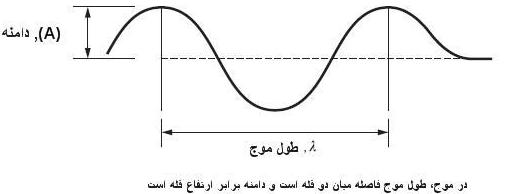 دامنه ,(A)
λ , طول موج
در موج، طول موج فاصله میان دو قله است و دامنه برابر ارتفاع قله است